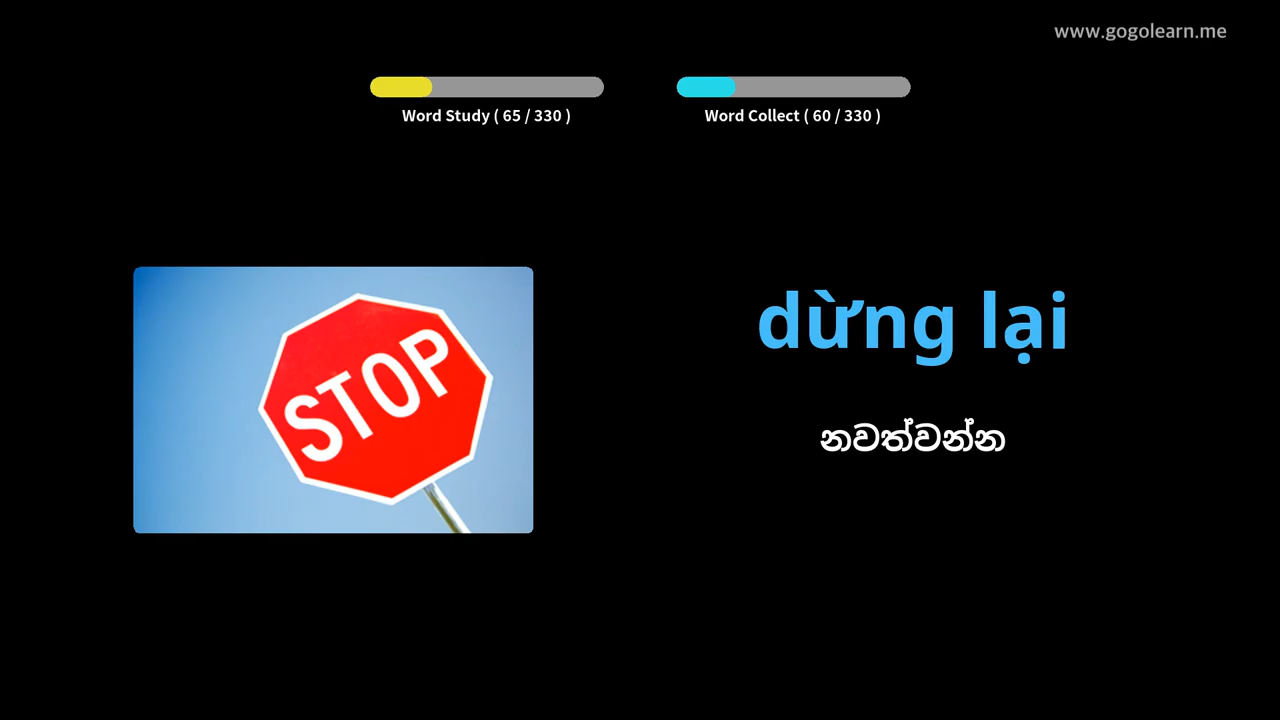 www.gogolearn.me
Word Study ( 65 / 330 )
Word Collect ( 60 / 330 )
STOP
dừng lại
නවත්වන්න